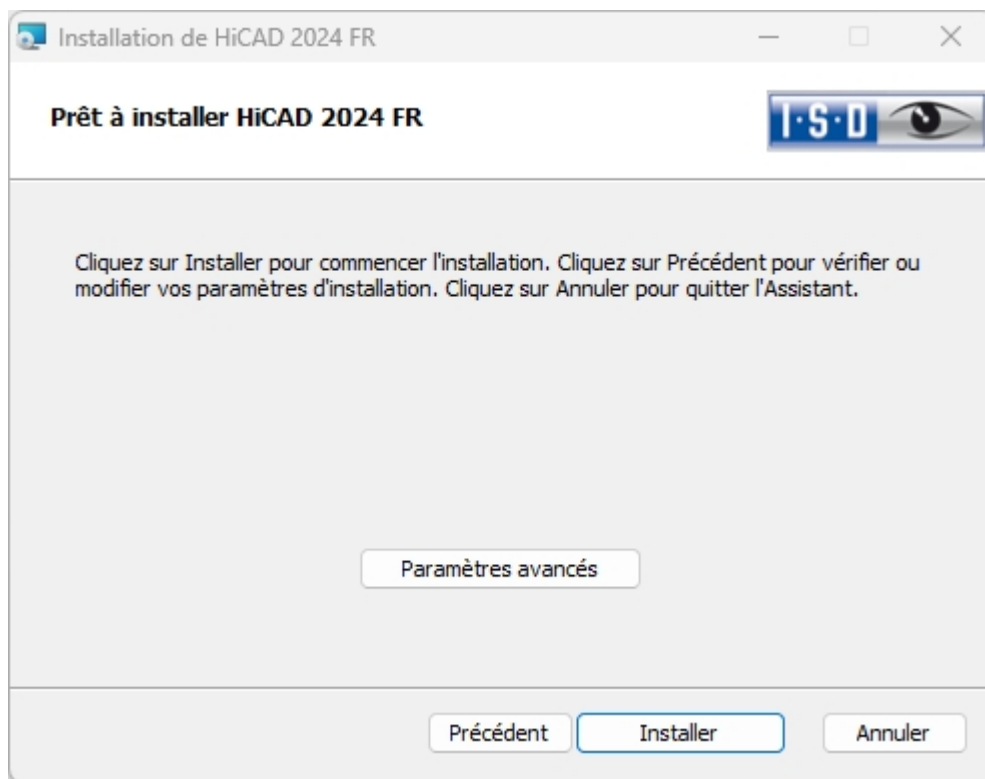 Installation de HiCAD 2024 FR
Prêt à installer HiCAD 2024 FR
I·S·D
Cliquez sur Installer pour commencer l'installation. Cliquez sur Précédent pour vérifier ou
modifier vos paramètres d'installation. Cliquez sur Annuler pour quitter l'Assistant.
Paramètres avancés
Précédent
Installer
Annuler